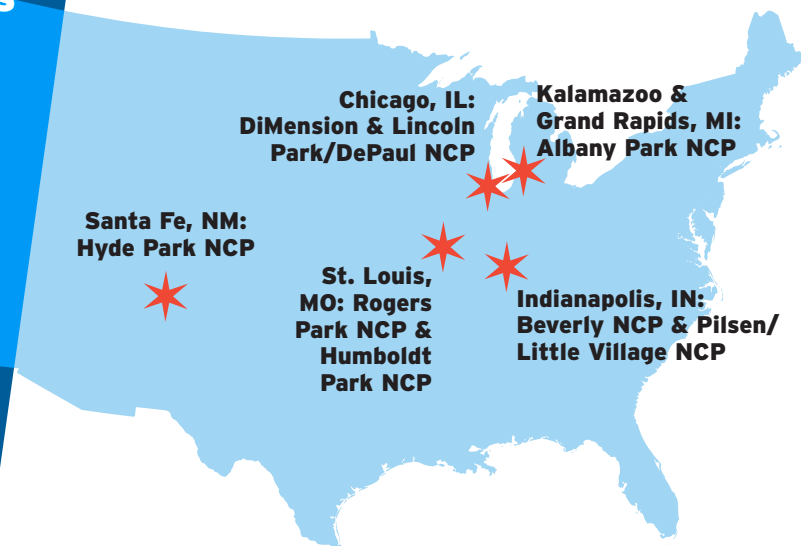 Chicago, IL:
DiMension & Lincoln
Park/DePaul NCP
Kalamazoo &
Grand Rapids, MI:
Albany Park NCP
Santa Fe, NM:
Hyde Park NCP
St. Louis,
MO: Rogers
Park NCP &
Humboldt
Park NCP
Indianapolis, IN:
Beverly NCP & Pilsen/
Little Village NCP